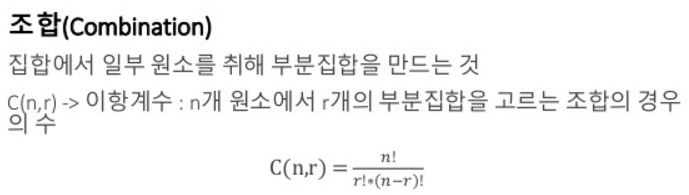 조합(Combination)
집합에서 일부 원소를 취해 부분집합을 만드는 것
C(n,r) -> 이항계수 : n개 원소에서 r개의 부분집합을 고르는 조합의 경우
의 수
C(n,r) = n! / r!*(n−r)!